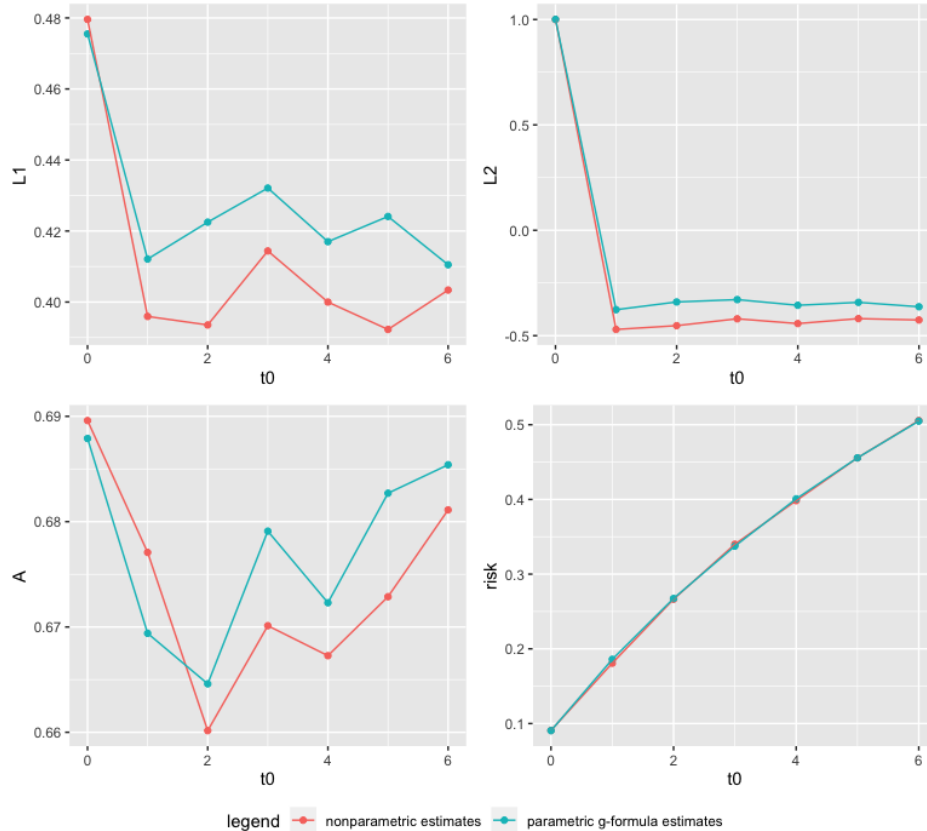 0.48
0.46
0.44
0.42
0.40
L1
0 2 4 6
t0
1.0
0.5
0.0
-0.5
L2
0 2 4 6
t0
0.69
0.68
0.67
0.66
A
0 2 4 6
t0
0.5
0.4
0.3
0.2
0.1
risk
0 2 4 6
t0
legend nonparametric estimates parametric g-formula estimates